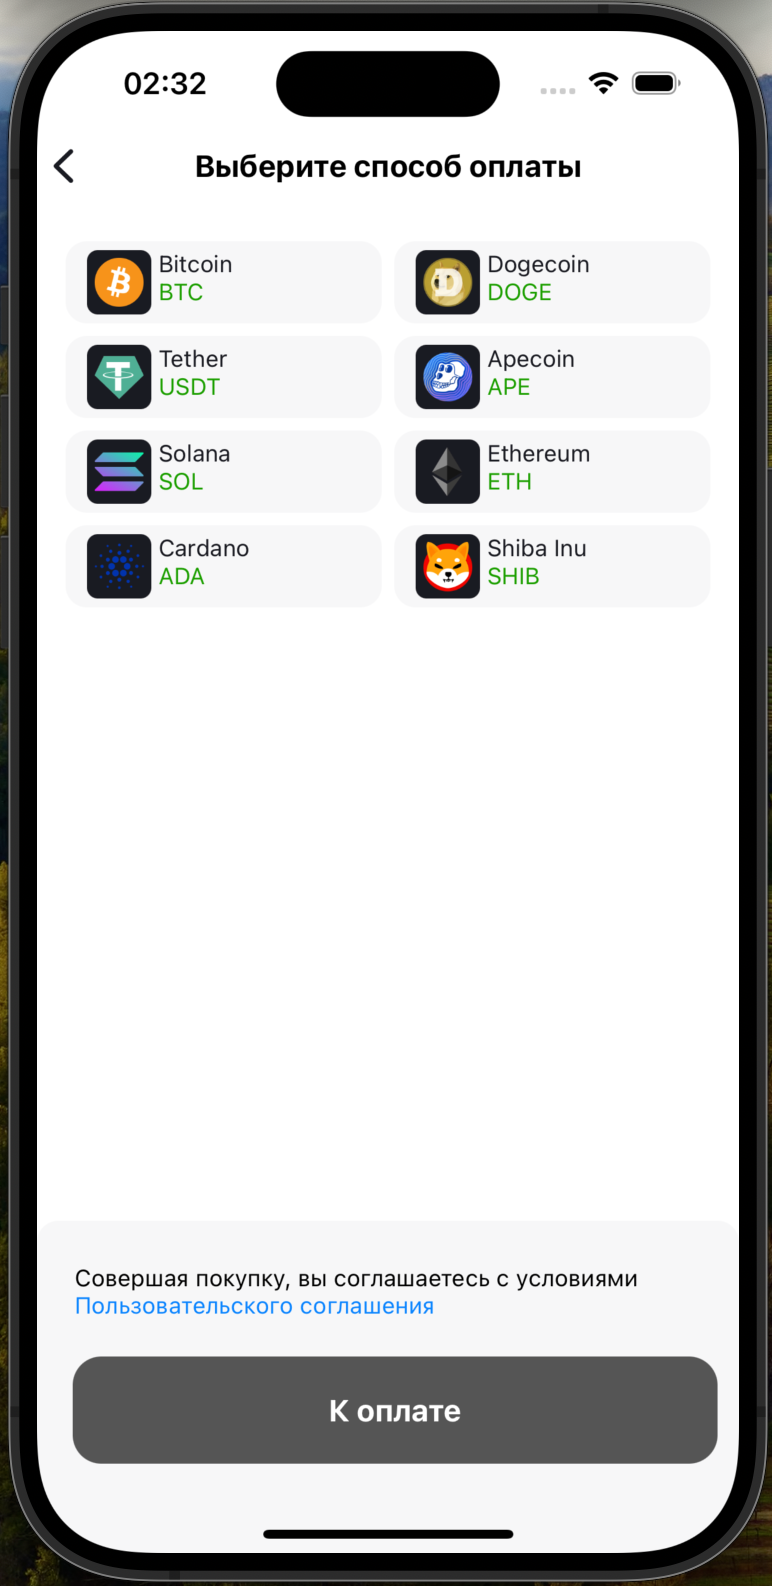 02:32
Выберите способ оплаты
Bitcoin
BTC
Dogecoin
DOGE
Tether
USDT
Apecoin
APE
Solana
SOL
Ethereum
ETH
Cardano
ADA
Shiba Inu
SHIB
Совершая покупку, вы соглашаетесь с условиями
Пользовательского соглашения
К оплате